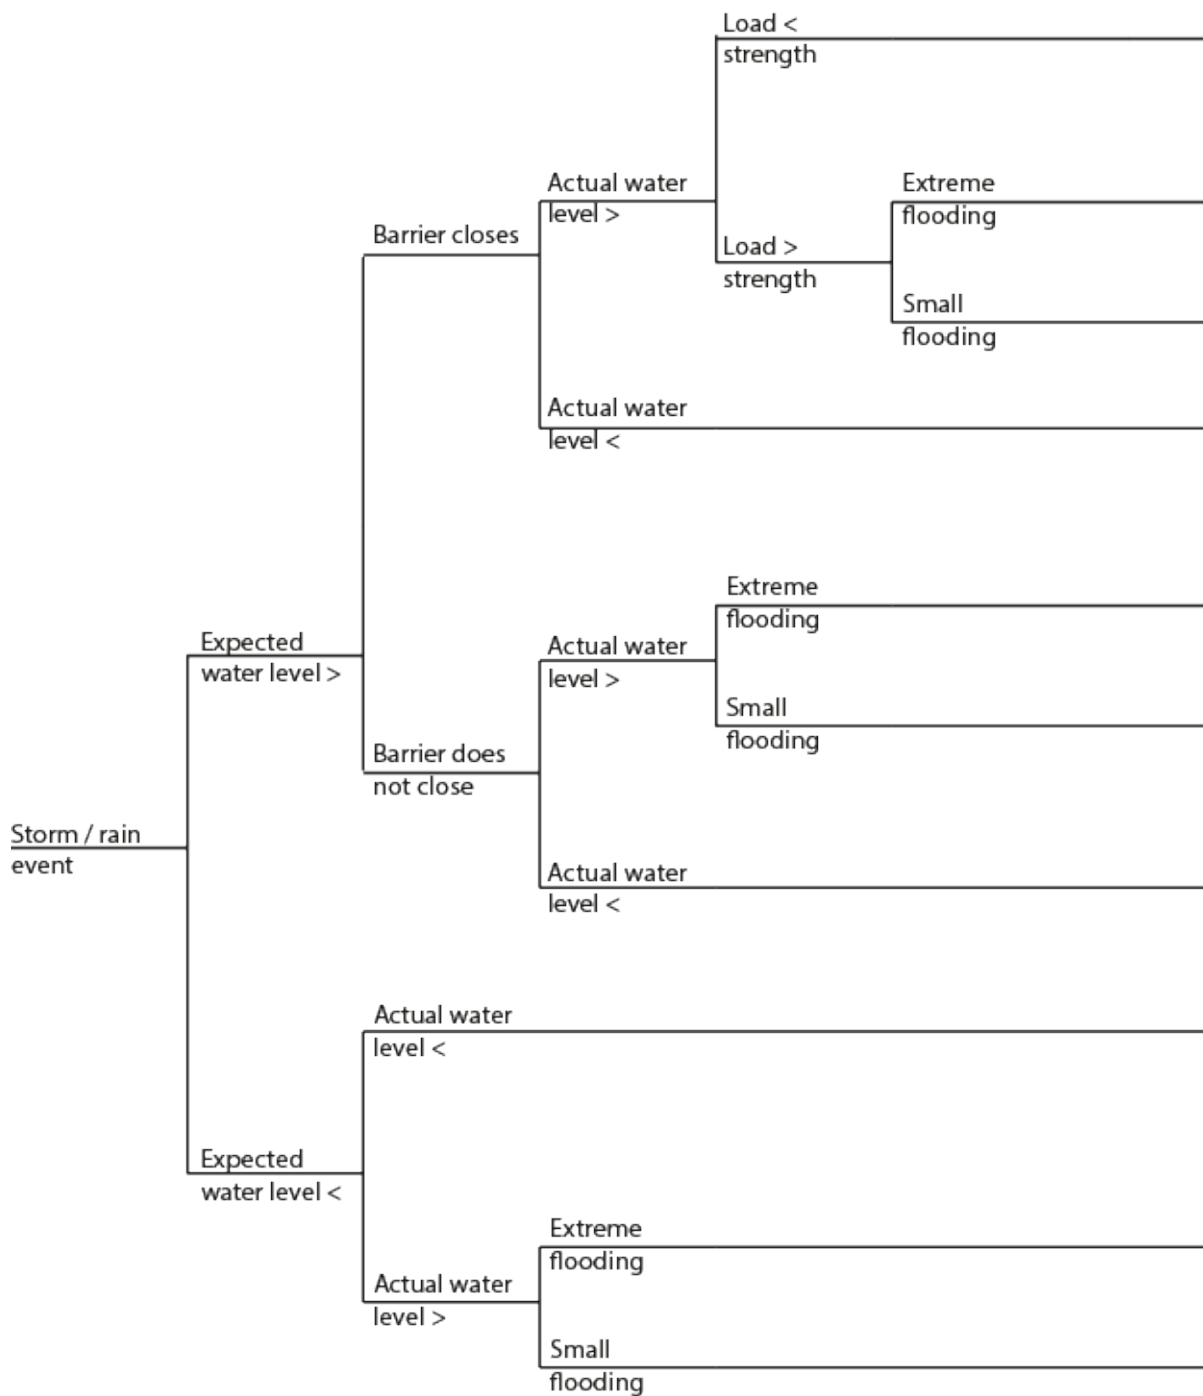 Load <
strength
Actual water
level >
Extreme
flooding
Barrier closes
Load >
strength
Small
flooding
Actual water
level <
Extreme
flooding
Expected
water level >
Actual water
level >
Small
flooding
Barrier does
not close
Storm / rain
event
Actual water
level <
Actual water
level <
Expected
water level <
Extreme
flooding
Actual water
level >
Small
flooding